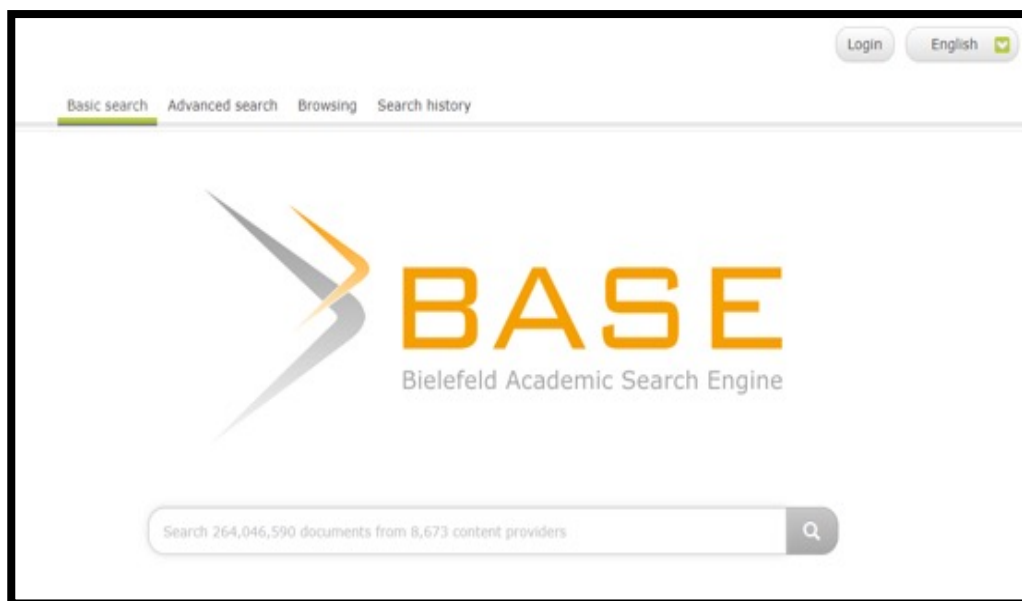 Login English
Basic search Advanced search Browsing Search history
BASE
Bielefeld Academic Search Engine
Search 264,046,590 documents from 8,673 content providers